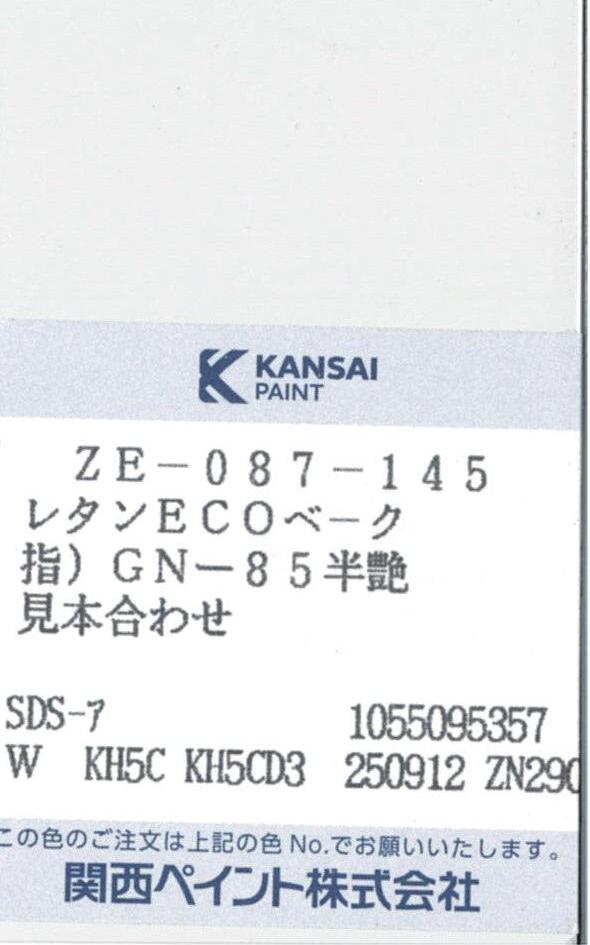 KANSAI
PAINT
ZE-087-145
レタンECOベーク
指)GN-85半艶
見本合わせ
SDS-ｱ 1055095357
W KH5C KH5CD3 250912 ZN290
この色のご注文は上記の色No.でお願いいたします。
関西ペイント株式会社